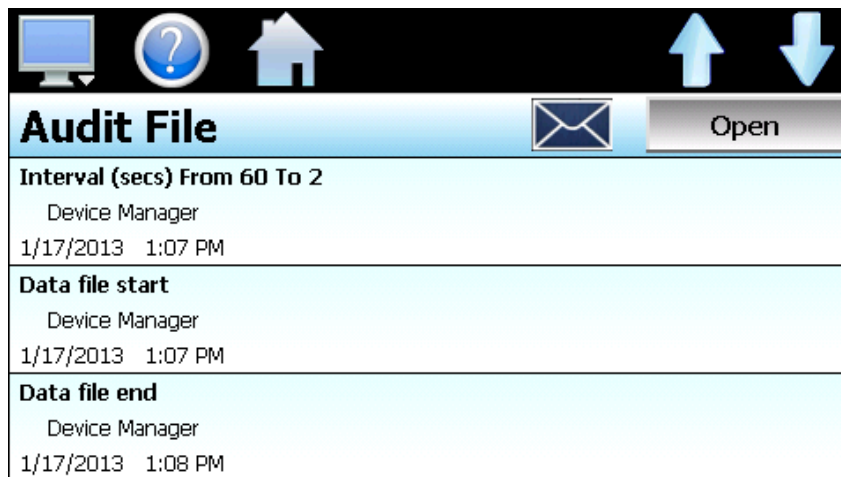 Audit File
Open
Interval (secs) From 60 To 2
Device Manager
1/17/2013 1:07 PM
Data file start
Device Manager
1/17/2013 1:07 PM
Data file end
Device Manager
1/17/2013 1:08 PM